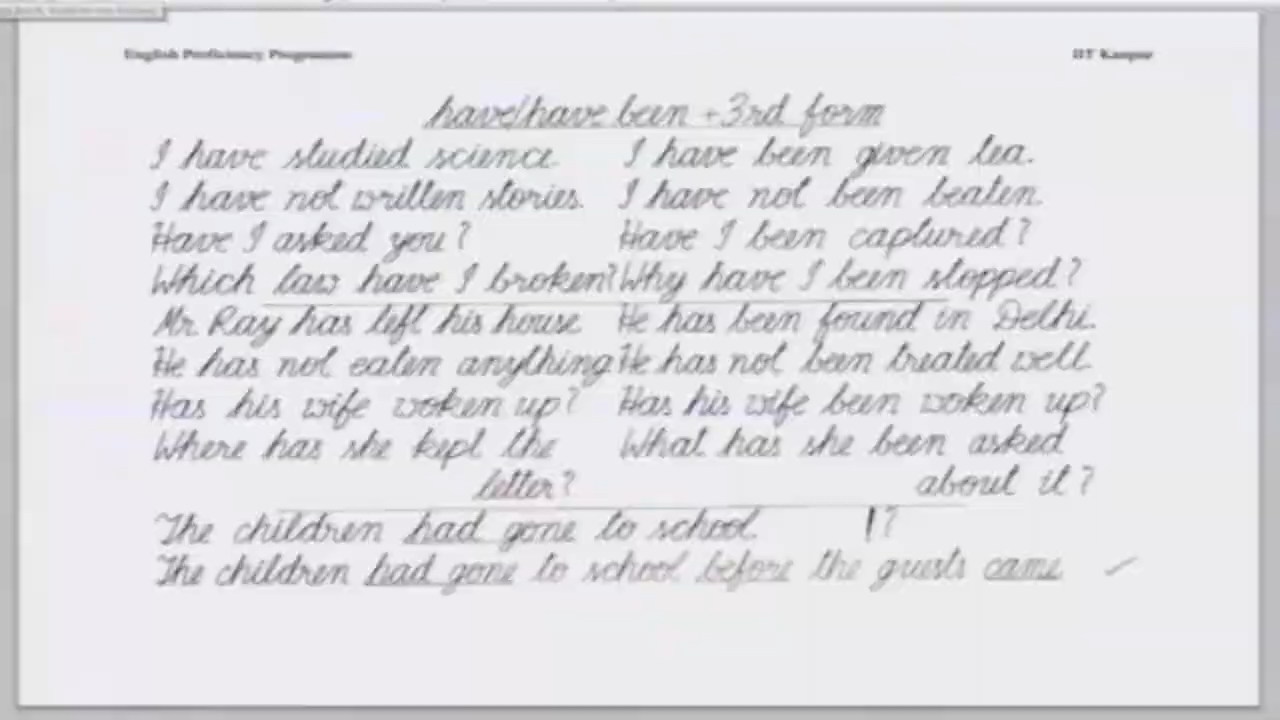 English Proficiency Programme IIT Kanpur
have/have been + 3rd form
I have studied science. I have been given tea.
I have not written stories. I have not been beaten.
Have I asked you? Have I been captured?
Which law have I broken? Why have I been stopped?
Mr Ray has left his house. He has been found in Delhi.
He has not eaten anything. He has not been treated well.
Has his wife woken up? Has his wife been woken up?
Where has she kept the What has she been asked
letter? about it?
The children had gone to school. ?
The children had gone to school before the guests came